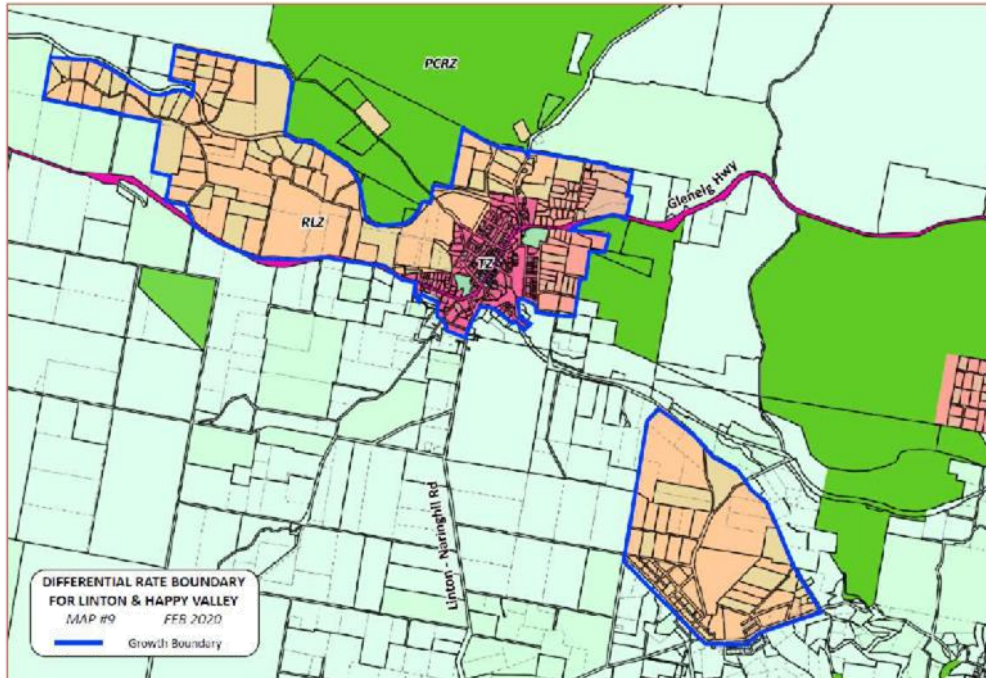 PCRZ
Glenelg Hwy
RLZ
TZ
Linton - Naringhil Rd
DIFFERENTIAL RATE BOUNDARY
FOR LINTON & HAPPY VALLEY
MAP #9 FEB 2020
Growth Boundary